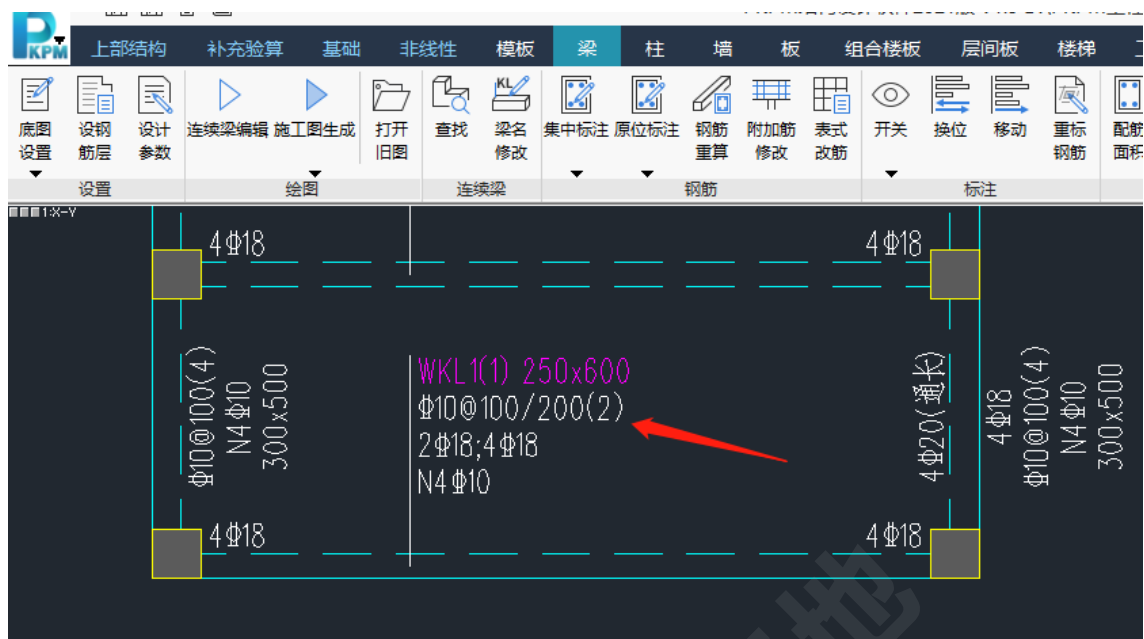 PKPM
上部结构 补充验算 基础 非线性 模板 梁 柱 墙 板 组合楼板 层间板 楼梯
底图 设置
设钢 筋层
设计 参数
连续梁编辑
施工图生成
打开 旧图
查找
KL
梁名 修改
集中标注
原位标注
钢筋 重算
附加筋 修改
表式 改筋
开关
换位
移动
重标 钢筋
配筋 面积
设置 绘图 连续梁 钢筋 标注
1:X-Y
4Φ18
4Φ18
Φ10@100(4)
N4Φ10
300x500
WKL1(1) 250x600
Φ10@100/200(2)
2Φ18;4Φ18
N4Φ10
4Φ20(通长)
4Φ18
Φ10@100(4)
N4Φ10
300x500
4Φ18
4Φ18